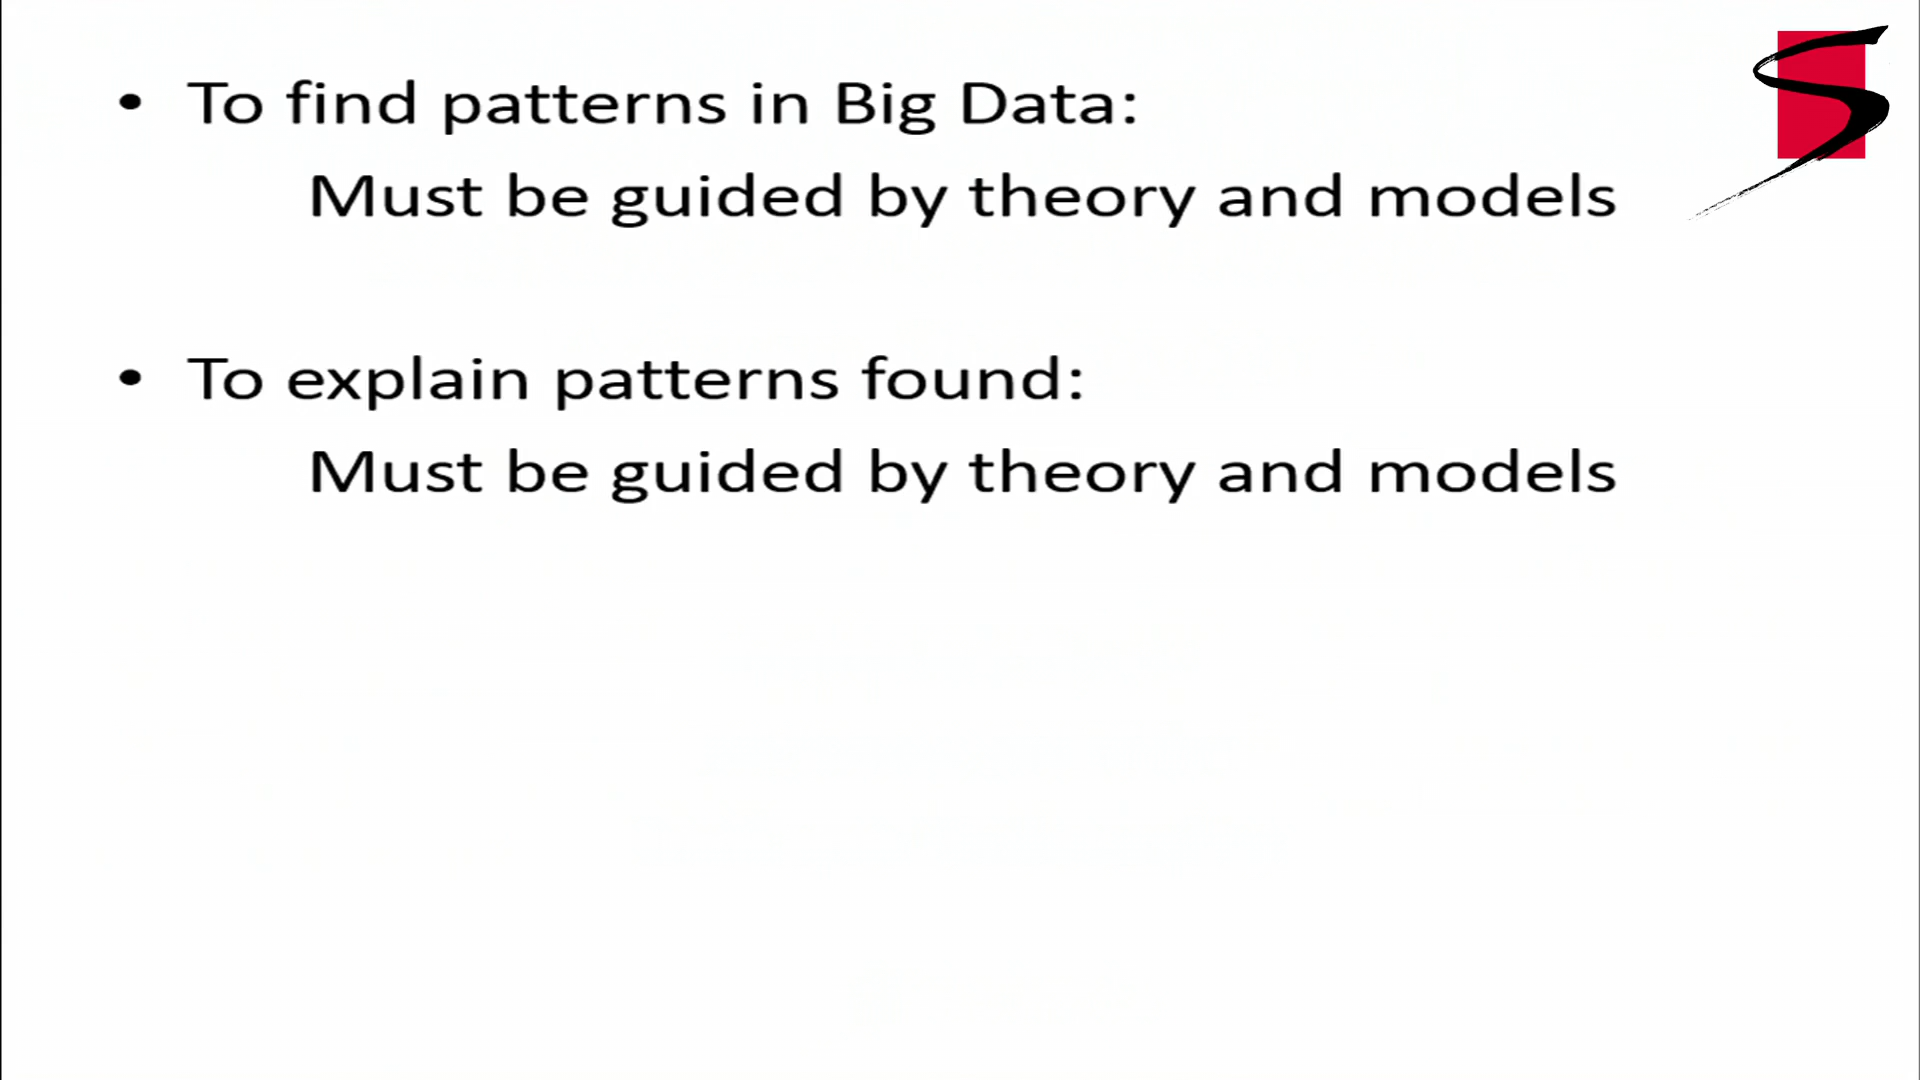 • To find patterns in Big Data:
Must be guided by theory and models
• To explain patterns found:
Must be guided by theory and models